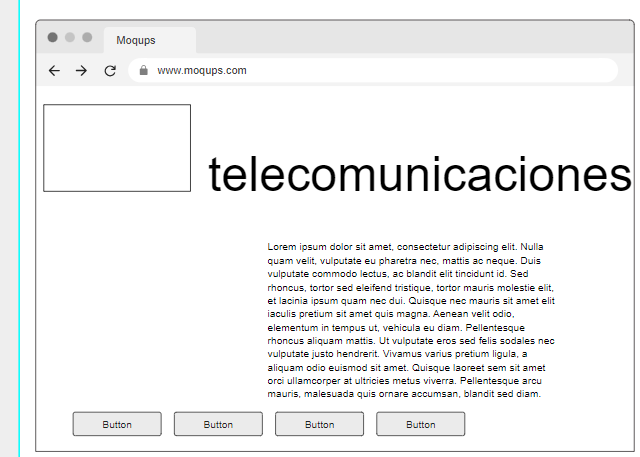 Moqups
www.moqups.com
telecomunicaciones
Lorem ipsum dolor sit amet, consectetur adipiscing elit. Nulla
quam velit, vulputate eu pharetra nec, mattis ac neque. Duis
vulputate commodo lectus, ac blandit elit tincidunt id. Sed
rhoncus, tortor sed eleifend tristique, tortor mauris molestie elit,
et lacinia ipsum quam nec dui. Quisque nec mauris sit amet elit
iaculis pretium sit amet quis magna. Aenean velit odio,
elementum in tempus ut, vehicula eu diam. Pellentesque
rhoncus aliquam mattis. Ut vulputate eros sed felis sodales nec
vulputate justo hendrerit. Vivamus varius pretium ligula, a
aliquam odio euismod sit amet. Quisque laoreet sem sit amet
orci ullamcorper at ultricies metus viverra. Pellentesque arcu
mauris, malesuada quis ornare accumsan, blandit sed diam.
Button Button Button Button